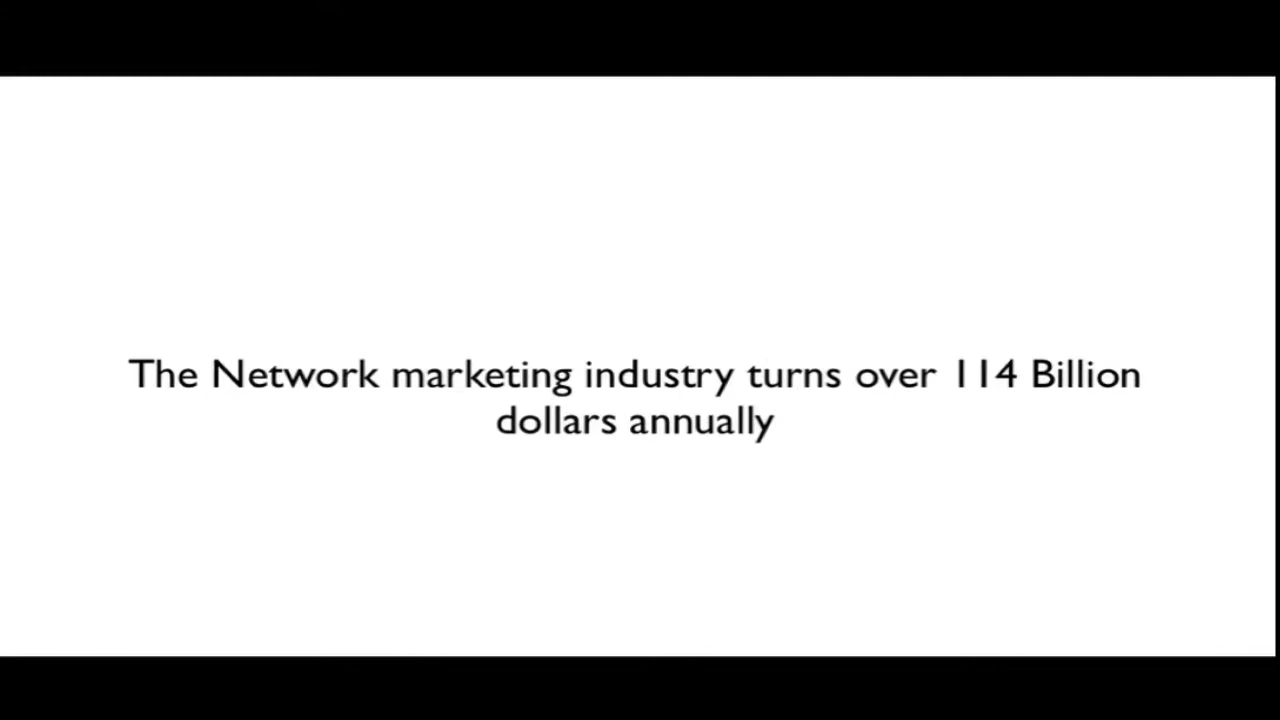 The Network marketing industry turns over 114 Billion
dollars annually